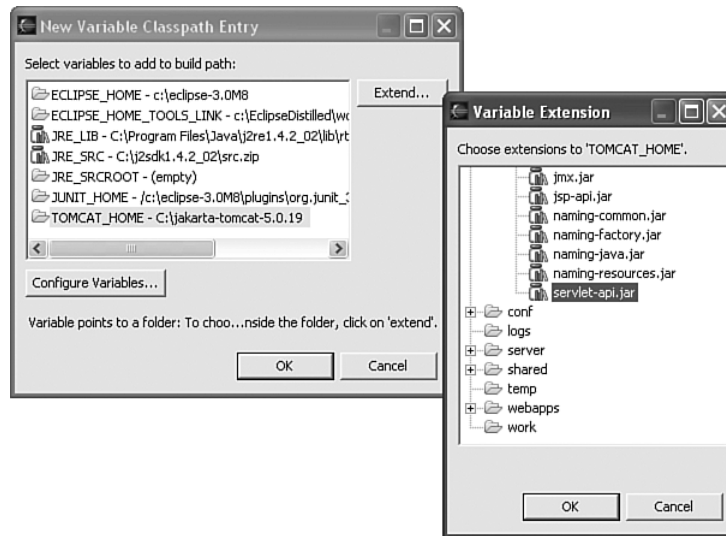 New Variable Classpath Entry
Select variables to add to build path:
ECLIPSE_HOME - c:\eclipse-3.0M8
ECLIPSE_HOME_TOOLS_LINK - c:\EclipseDistilled\wo
JRE_LIB - C:\Program Files\Java\j2re1.4.2_02\lib\rt
JRE_SRC - C:\j2sdk1.4.2_02\src.zip
JRE_SRCROOT - (empty)
JUNIT_HOME - /c:\eclipse-3.0M8\plugins\org.junit_3
TOMCAT_HOME - C:\jakarta-tomcat-5.0.19
Extend...
Configure Variables...
Variable points to a folder: To choo...nside the folder, click on 'extend'.
OK
Cancel
Variable Extension
Choose extensions to 'TOMCAT_HOME'.
jmx.jar
jsp-api.jar
naming-common.jar
naming-factory.jar
naming-java.jar
naming-resources.jar
servlet-api.jar
conf
logs
server
shared
temp
webapps
work
OK
Cancel